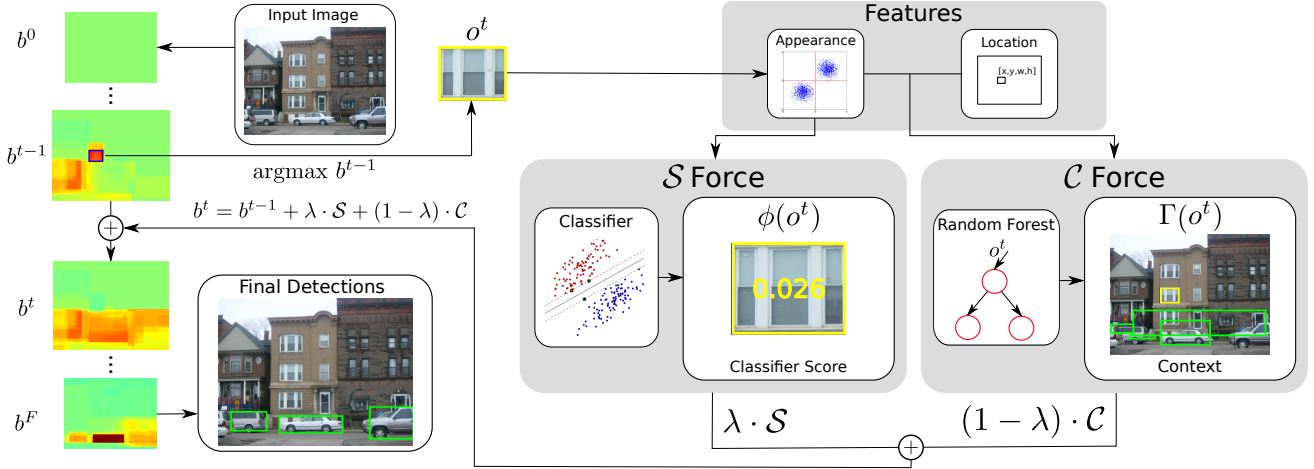 Input Image
b^0
o^t
Features
Appearance
Location
[x,y,w,h]
b^{t-1}
argmax b^{t-1}
b^t = b^{t-1} + λ · S + (1 − λ) · C
+
S Force
Classifier
φ(o^t)
0.026
Classifier Score
C Force
Random Forest
o^t
Γ(o^t)
Context
b^t
Final Detections
b^F
λ · S
(1 − λ) · C
+